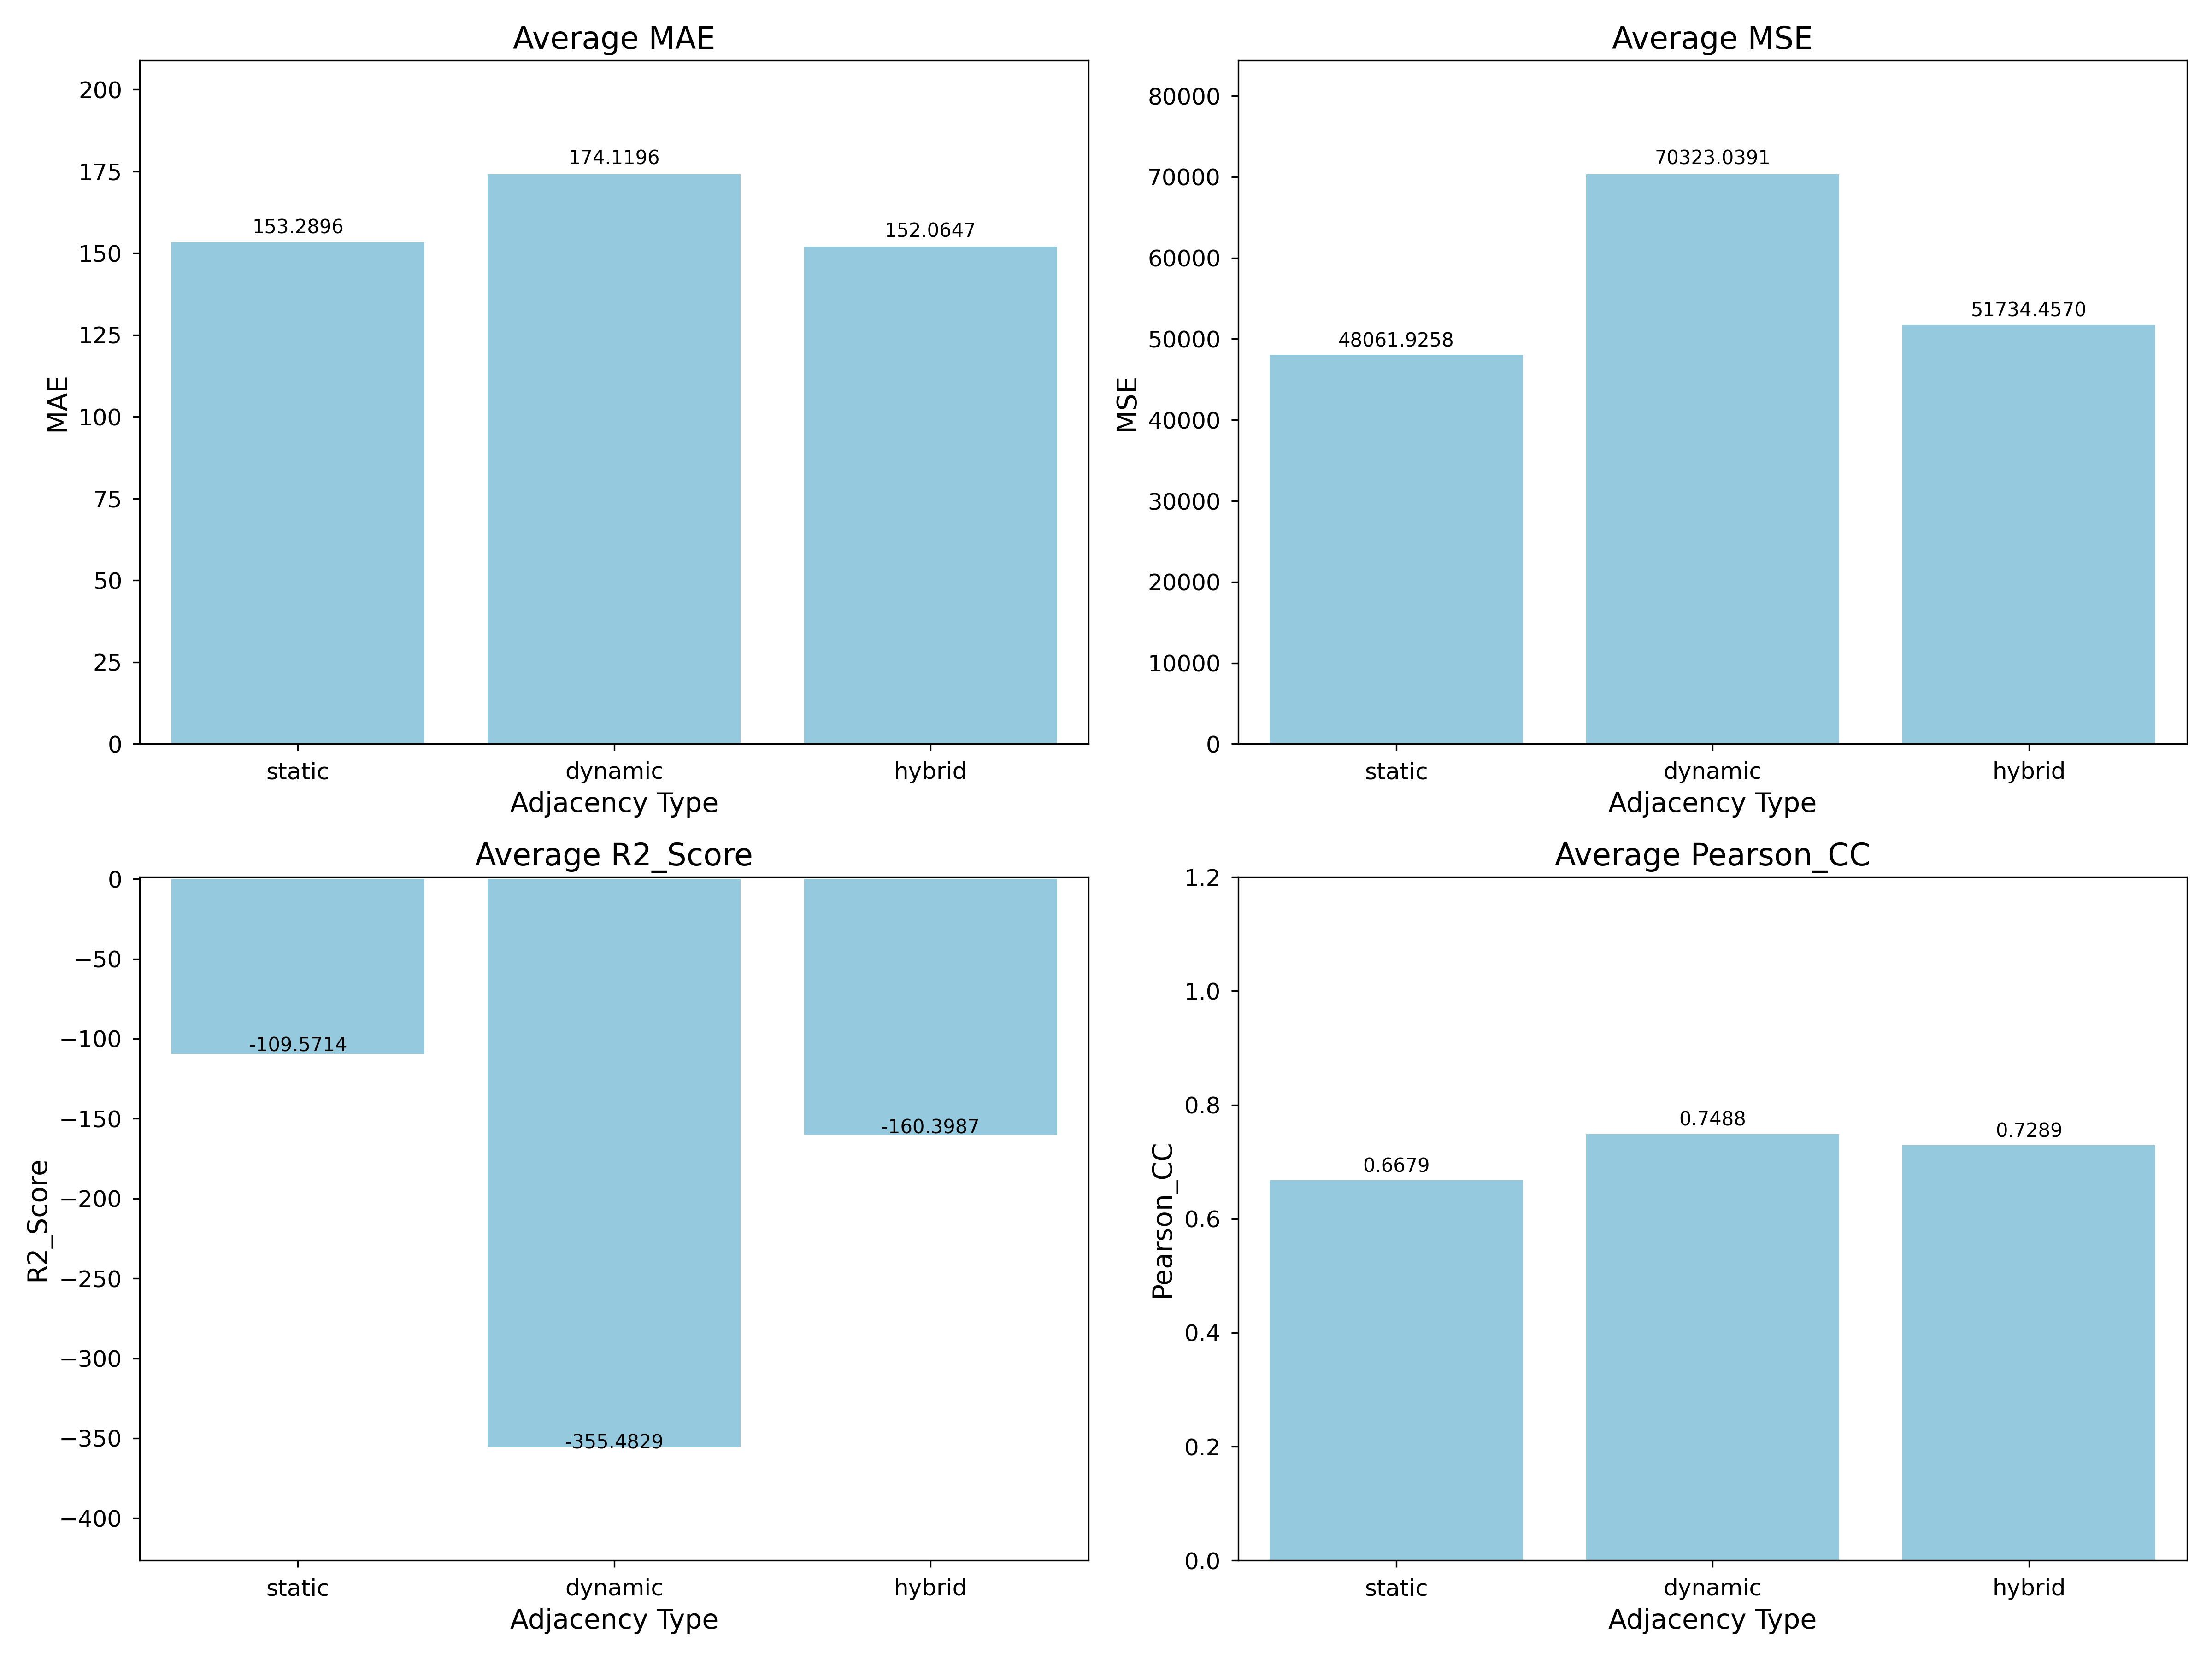 Average MAE
MAE
200
175
150
125
100
75
50
25
0
153.2896
174.1196
152.0647
static
dynamic
hybrid
Adjacency Type
Average MSE
MSE
80000
70000
60000
50000
40000
30000
20000
10000
0
48061.9258
70323.0391
51734.4570
static
dynamic
hybrid
Adjacency Type
Average R2_Score
R2_Score
0
−50
−100
−150
−200
−250
−300
−350
−400
-109.5714
-355.4829
-160.3987
static
dynamic
hybrid
Adjacency Type
Average Pearson_CC
Pearson_CC
1.2
1.0
0.8
0.6
0.4
0.2
0.0
0.6679
0.7488
0.7289
static
dynamic
hybrid
Adjacency Type